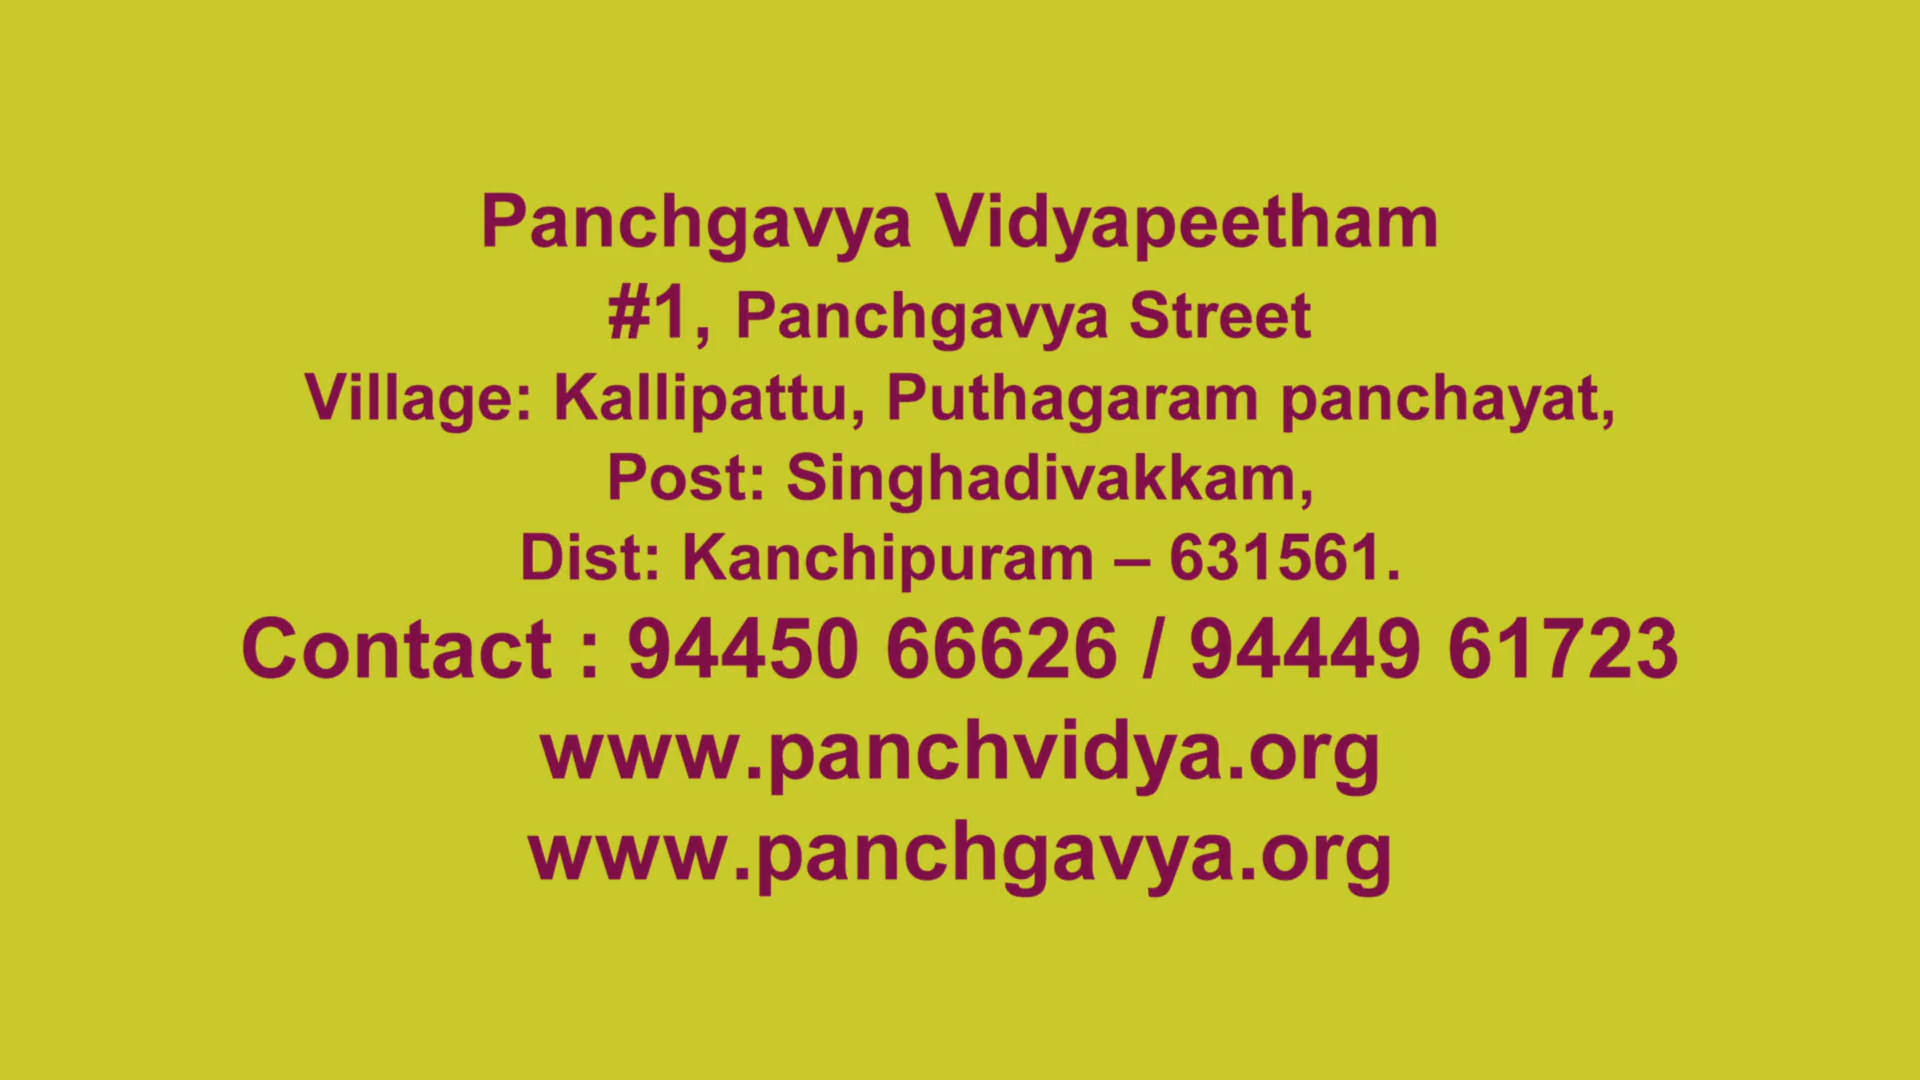 Panchgavya Vidyapeetham
#1, Panchgavya Street
Village: Kallipattu, Puthagaram panchayat,
Post: Singhadivakkam,
Dist: Kanchipuram – 631561.
Contact : 94450 66626 / 94449 61723
www.panchvidya.org
www.panchgavya.org